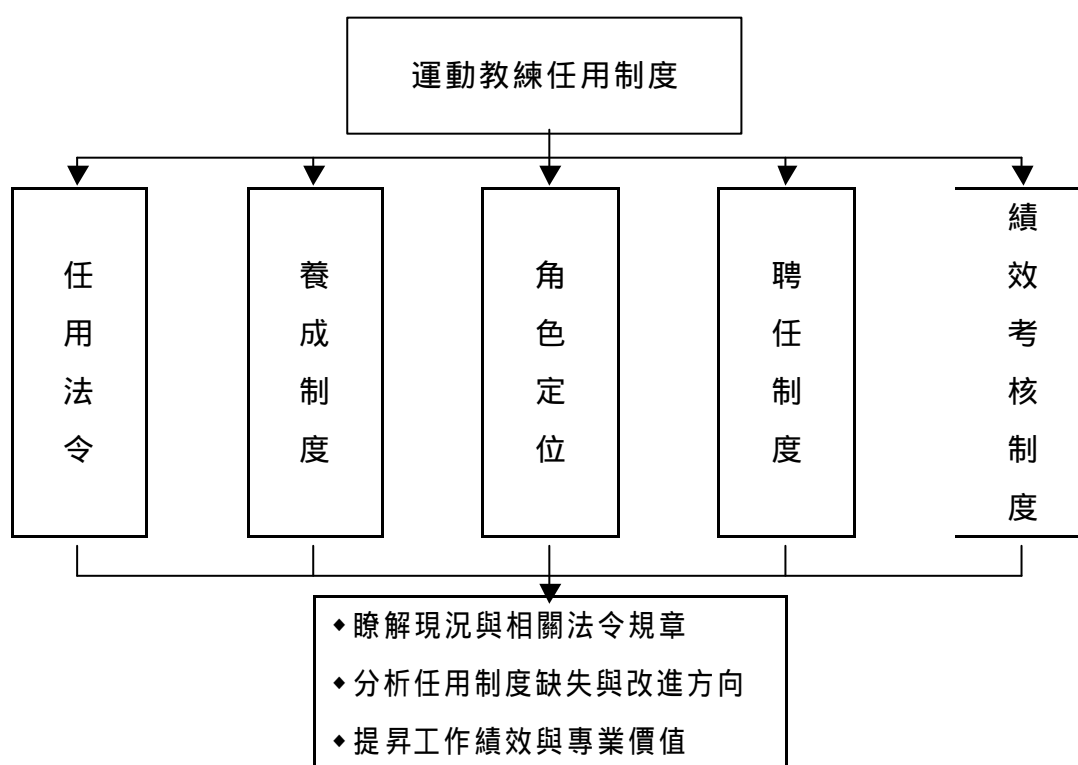 運動教練任用制度
任用法令
養成制度
角色定位
聘任制度
績效考核制度
◆瞭解現況與相關法令規章
◆分析任用制度缺失與改進方向
◆提昇工作績效與專業價值